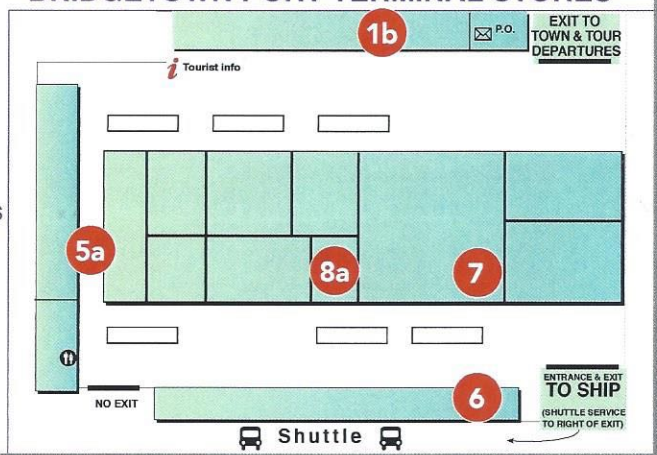 1b
P.O.
EXIT TO
TOWN & TOUR
DEPARTURES
i Tourist info
5a
8a
7
6
NO EXIT
ENTRANCE & EXIT
TO SHIP
(SHUTTLE SERVICE
TO RIGHT OF EXIT)
Shuttle